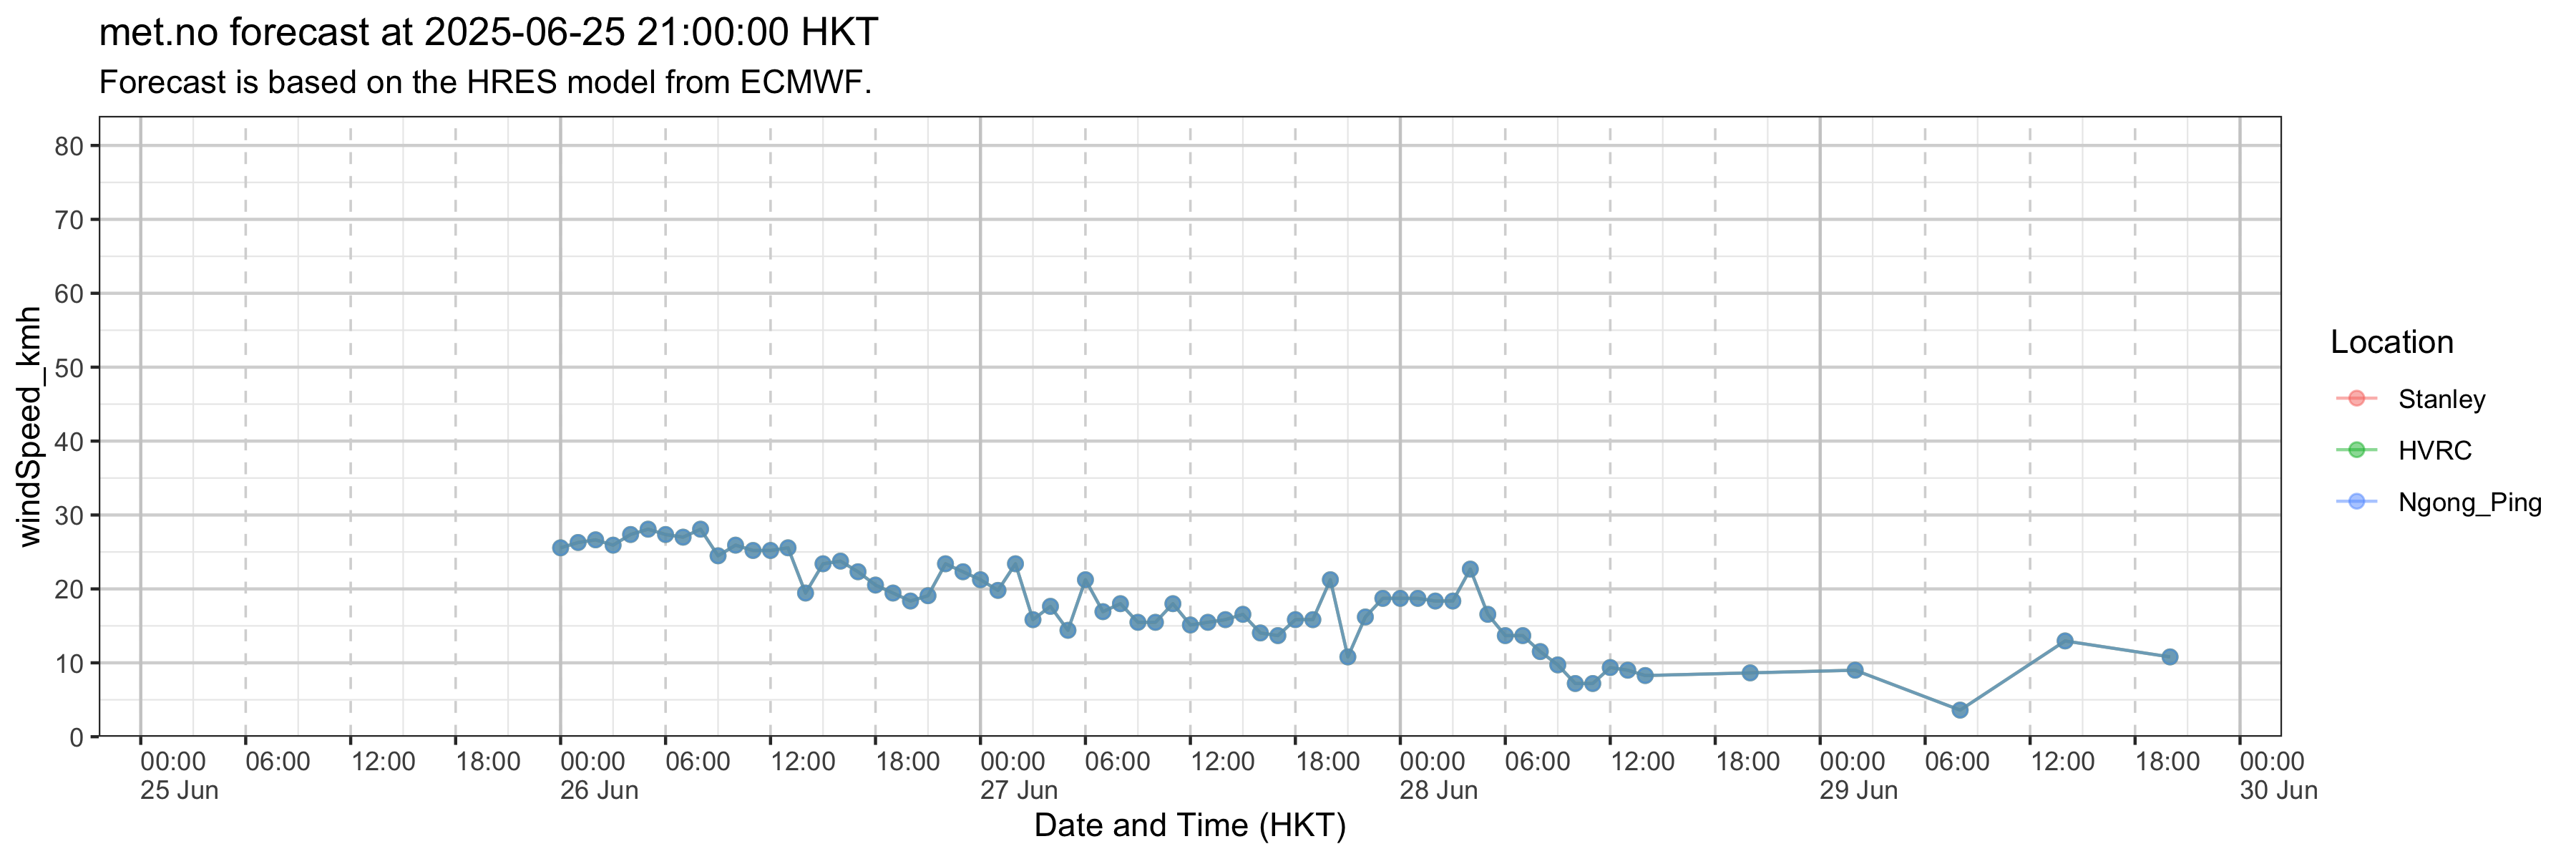 met.no forecast at 2025-06-25 21:00:00 HKT
Forecast is based on the HRES model from ECMWF.
windSpeed_kmh
80
70
60
50
40
30
20
10
0
00:00 06:00 12:00 18:00 00:00 06:00 12:00 18:00 00:00 06:00 12:00 18:00 00:00 06:00 12:00 18:00 00:00 06:00 12:00 18:00 00:00
25 Jun 26 Jun 27 Jun 28 Jun 29 Jun 30 Jun
Date and Time (HKT)
Location
Stanley
HVRC
Ngong_Ping